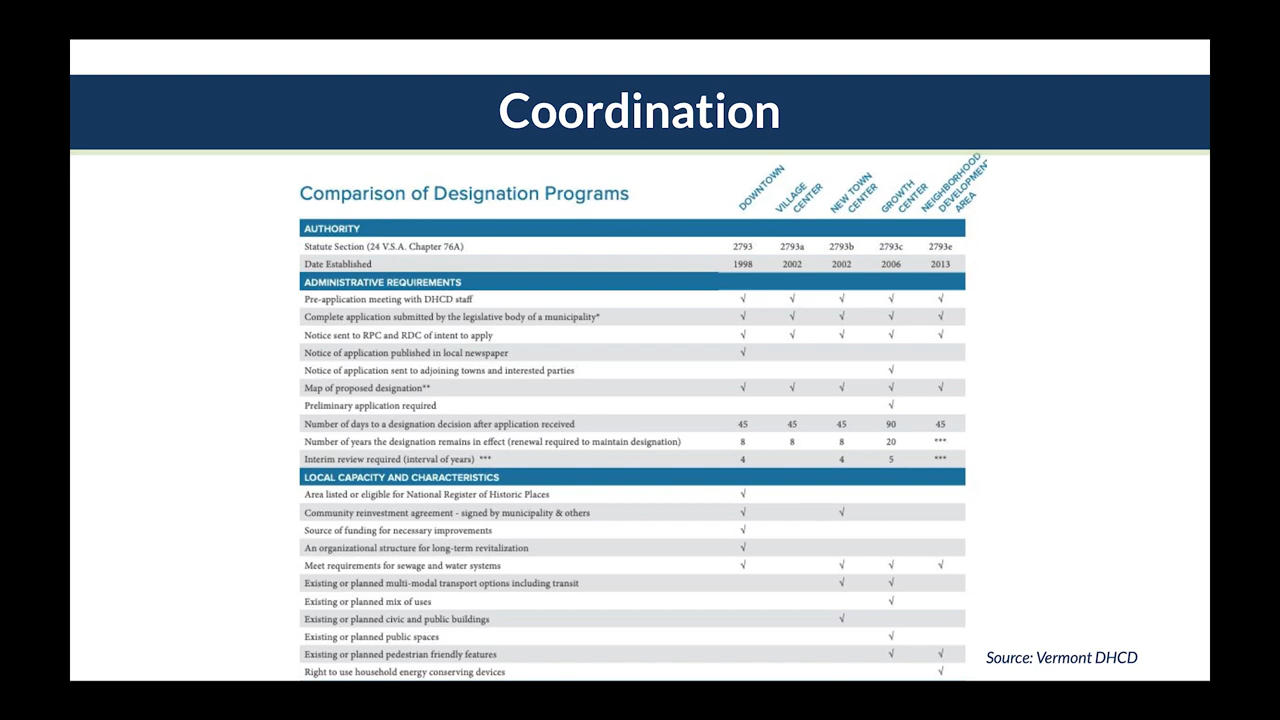 Coordination
Comparison of Designation Programs
DOWNTOWN
VILLAGE
CENTER
NEW TOWN
CENTER
GROWTH
CENTER
NEIGHBORHOOD
DEVELOPMENT
AREA
AUTHORITY
Statute Section (24 V.S.A. Chapter 76A) 2793 2793a 2793b 2793c 2793e
Date Established 1998 2002 2002 2006 2013
ADMINISTRATIVE REQUIREMENTS
Pre-application meeting with DHCD staff √ √ √ √ √
Complete application submitted by the legislative body of a municipality* √ √ √ √ √
Notice sent to RPC and RDC of intent to apply √ √ √ √ √
Notice of application published in local newspaper √
Notice of application sent to adjoining towns and interested parties √
Map of proposed designation** √ √ √ √ √
Preliminary application required √
Number of days to a designation decision after application received 45 45 45 90 45
Number of years the designation remains in effect (renewal required to maintain designation) 8 8 8 20 ***
Interim review required (interval of years) *** 4 4 5 ***
LOCAL CAPACITY AND CHARACTERISTICS
Area listed or eligible for National Register of Historic Places √
Community reinvestment agreement - signed by municipality & others √ √
Source of funding for necessary improvements √
An organizational structure for long-term revitalization √
Meet requirements for sewage and water systems √ √ √ √
Existing or planned multi-modal transport options including transit √ √
Existing or planned mix of uses √
Existing or planned civic and public buildings √
Existing or planned public spaces √
Existing or planned pedestrian friendly features √ √
Right to use household energy conserving devices √
Source: Vermont DHCD